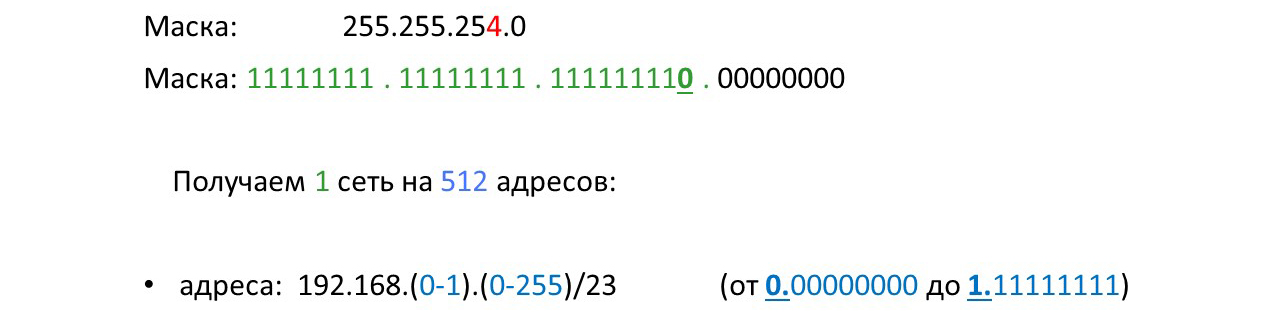 Маска: 255.255.254.0
Маска: 11111111 . 11111111 . 111111110 . 00000000
Получаем 1 сеть на 512 адресов:
• адреса: 192.168.(0-1).(0-255)/23 (от 0.00000000 до 1.11111111)